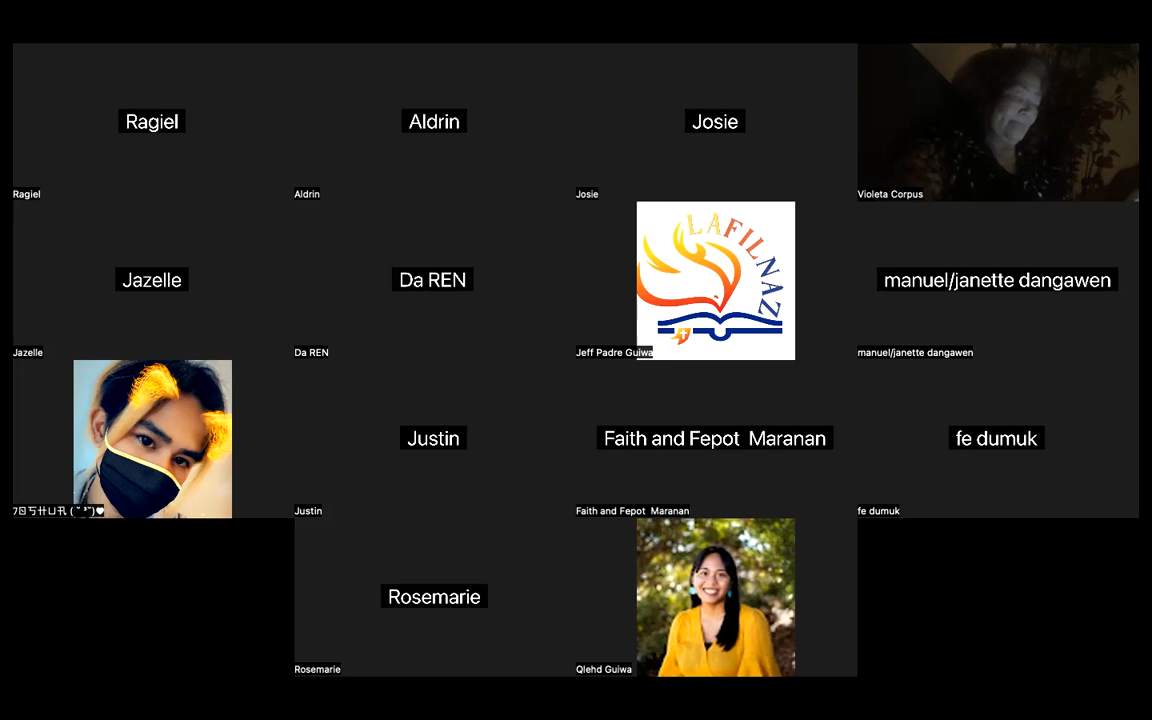 Ragiel
Aldrin
Josie
Ragiel
Aldrin
Josie
Violeta Corpus
LAFILNAZ
Jazelle
Da REN
manuel/janette dangawen
Jazelle
Da REN
Jeff Padre Guiwa
manuel/janette dangawen
Justin
Faith and Fepot Maranan
fe dumuk
Justin
Faith and Fepot Maranan
fe dumuk
Rosemarie
Rosemarie
Qlehd Guiwa